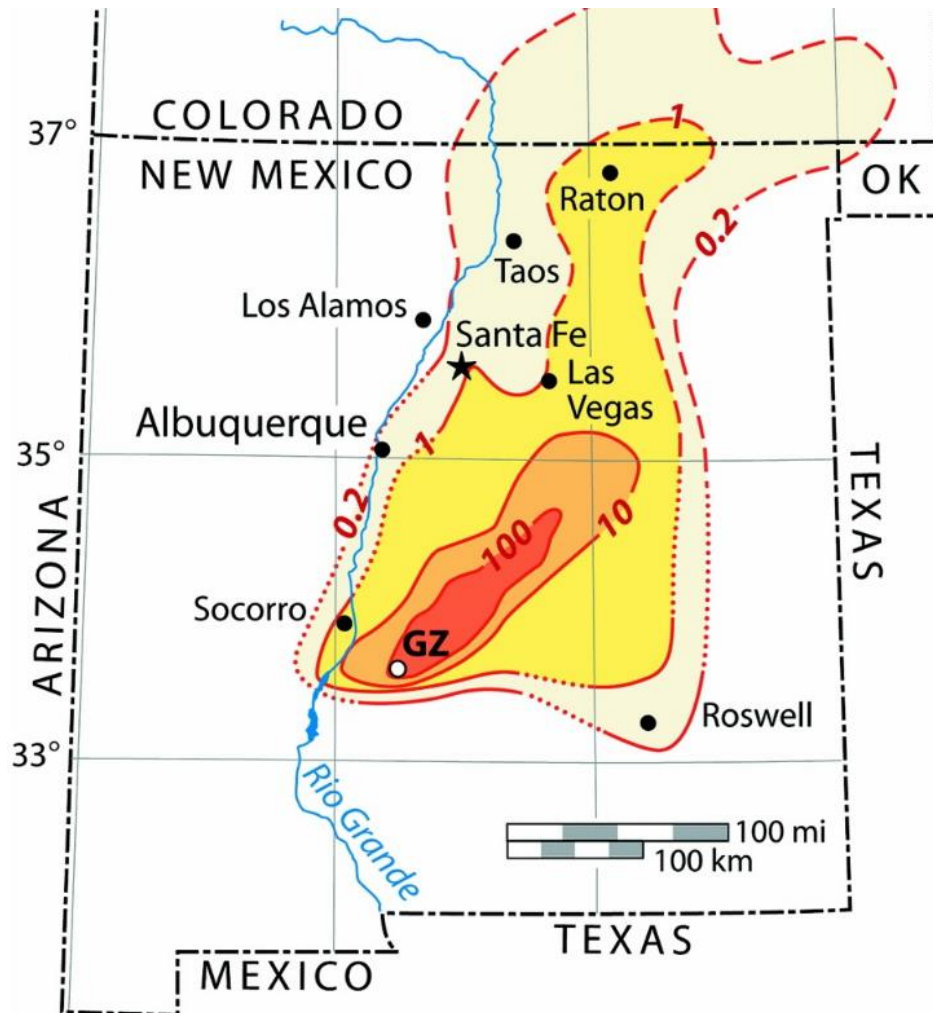 COLORADO
1
37°
NEW MEXICO
OK
Raton
0.2
Taos
Los Alamos
Santa Fe
Las
Vegas
Albuquerque
1
35°
TEXAS
0.2
10
100
ARIZONA
Socorro
GZ
Roswell
33°
Rio Grande
100 mi
100 km
TEXAS
MEXICO